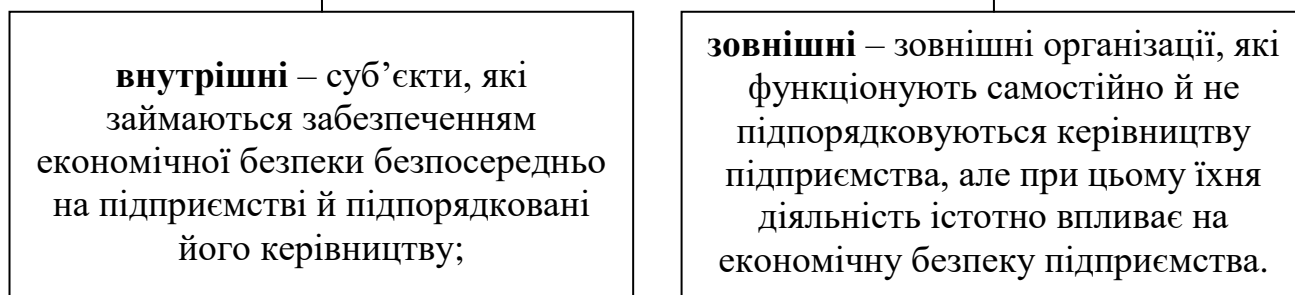 внутрішні – суб’єкти, які
займаються забезпеченням
економічної безпеки безпосередньо
на підприємстві й підпорядковані
його керівництву;
зовнішні – зовнішні організації, які
функціонують самостійно й не
підпорядковуються керівництву
підприємства, але при цьому їхня
діяльність істотно впливає на
економічну безпеку підприємства.